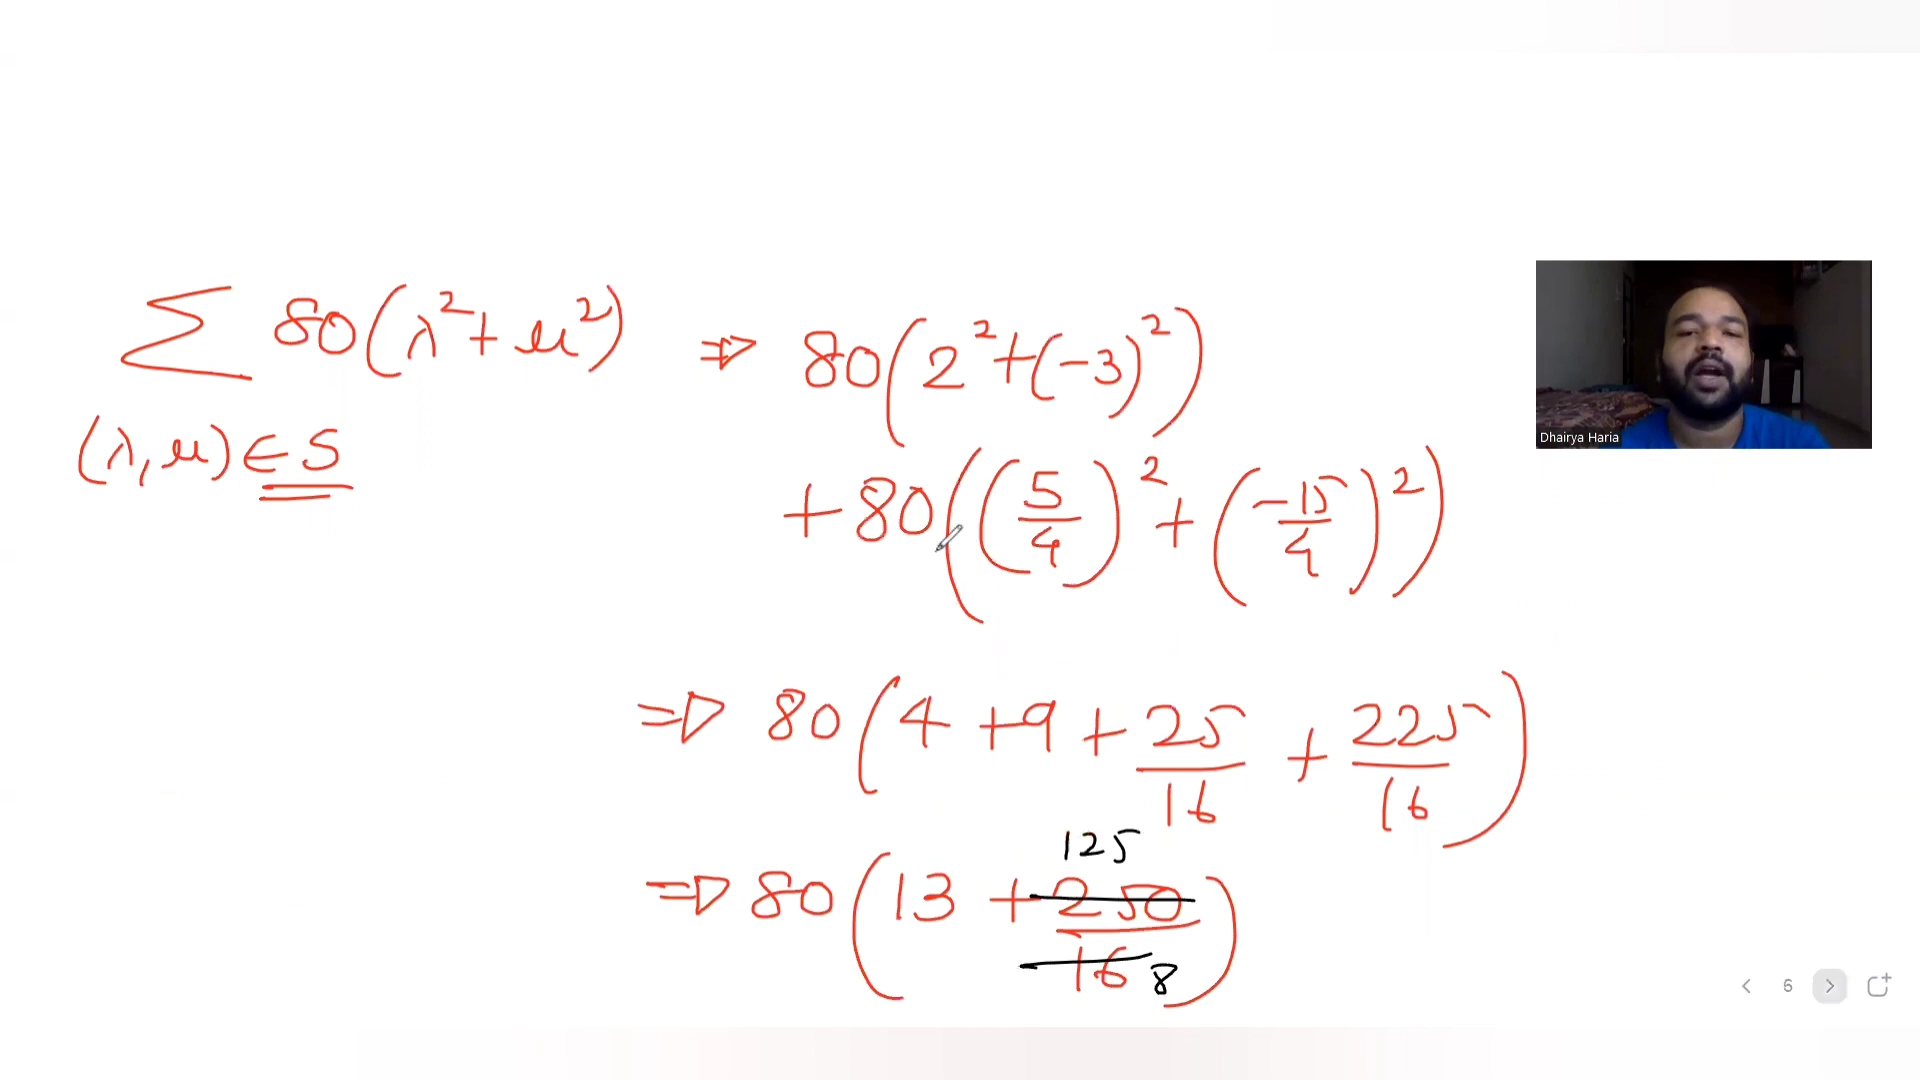 ∑ 80(λ²+μ²) ⇒ 80(2²+(-3)²)
(λ,μ)∈S
+80((5/4)²+(-15/4)²)
⇒ 80(4+9+25/16+225/16)
125
⇒ 80(13+250/16)
8
Dhairya Haria
6